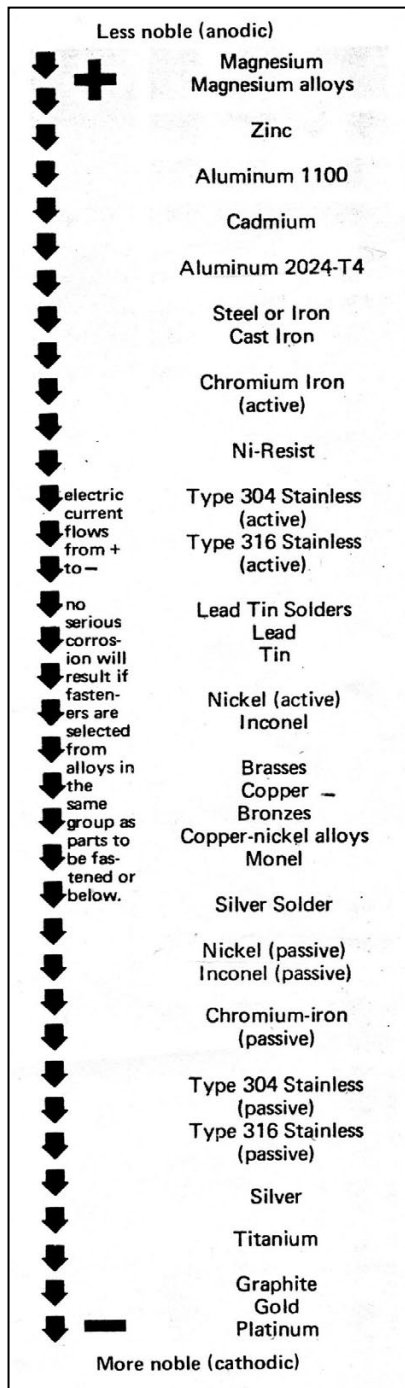 Less noble (anodic)
+
Magnesium
Magnesium alloys
Zinc
Aluminum 1100
Cadmium
Aluminum 2024-T4
Steel or Iron
Cast Iron
Chromium Iron
(active)
Ni-Resist
electric
current
flows
from +
to —
Type 304 Stainless
(active)
Type 316 Stainless
(active)
no
serious
corros-
ion will
result if
fasten-
ers are
selected
from
alloys in
the
same
group as
parts to
be fas-
tened or
below.
Lead Tin Solders
Lead
Tin
Nickel (active)
Inconel
Brasses
Copper
Bronzes
Copper-nickel alloys
Monel
Silver Solder
Nickel (passive)
Inconel (passive)
Chromium-iron
(passive)
Type 304 Stainless
(passive)
Type 316 Stainless
(passive)
Silver
Titanium
Graphite
Gold
Platinum
—
More noble (cathodic)